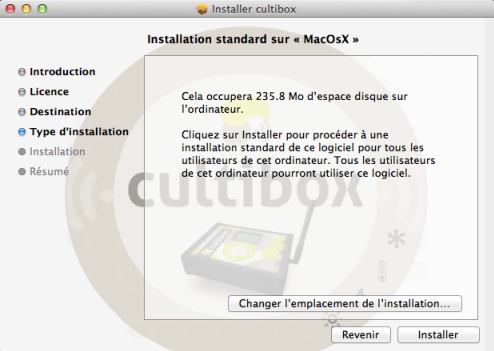 Installer cultibox
Installation standard sur « MacOsX »
Introduction
Licence
Destination
Type d'installation
Installation
Résumé
Cela occupera 235.8 Mo d'espace disque sur
l'ordinateur.
Cliquez sur Installer pour procéder à une
installation standard de ce logiciel pour tous les
utilisateurs de cet ordinateur. Tous les utilisateurs
de cet ordinateur pourront utiliser ce logiciel.
cultibox
Changer l'emplacement de l'installation...
Revenir
Installer